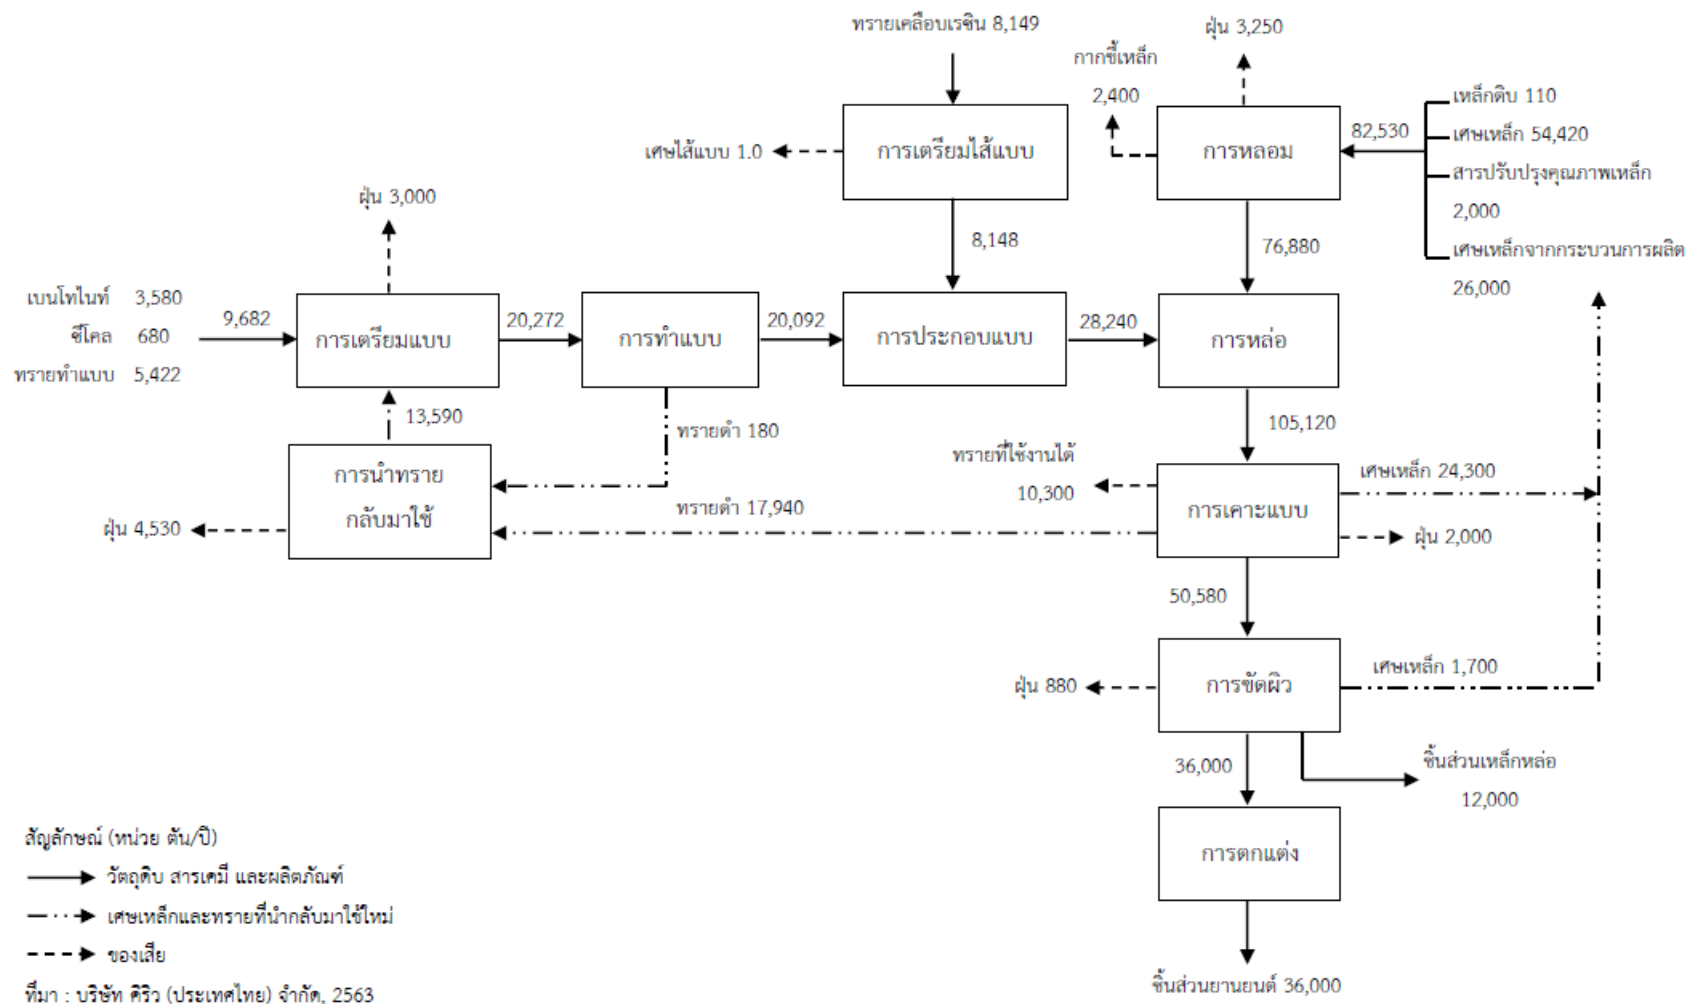 ทรายเคลือบเรซิน 8,149
ฝุ่น 3,250
กากขี้เหล็ก
2,400
เหล็กดิบ 110
82,530
เศษเหล็ก 54,420
สารปรับปรุงคุณภาพเหล็ก
2,000
เศษเหล็กจากกระบวนการผลิต
26,000
เศษไส้แบบ 1.0
การเตรียมไส้แบบ
การหลอม
ฝุ่น 3,000
8,148
76,880
เบนโทไนท์ 3,580
ซีโคล 680
ทรายทำแบบ 5,422
9,682
การเตรียมแบบ
20,272
การทำแบบ
20,092
การประกอบแบบ
28,240
การหล่อ
13,590
ทรายดำ 180
105,120
การนำทราย
กลับมาใช้
ฝุ่น 4,530
ทรายดำ 17,940
ทรายที่ใช้งานได้
10,300
การเคาะแบบ
เศษเหล็ก 24,300
ฝุ่น 2,000
50,580
ฝุ่น 880
การขัดผิว
เศษเหล็ก 1,700
36,000
ชิ้นส่วนเหล็กหล่อ
12,000
การตกแต่ง
ชิ้นส่วนยานยนต์ 36,000
สัญลักษณ์ (หน่วย ตัน/ปี)
วัตถุดิบ สารเคมี และผลิตภัณฑ์
เศษเหล็กและทรายที่นำกลับมาใช้ใหม่
ของเสีย
ที่มา : บริษัท คิริว (ประเทศไทย) จำกัด, 2563